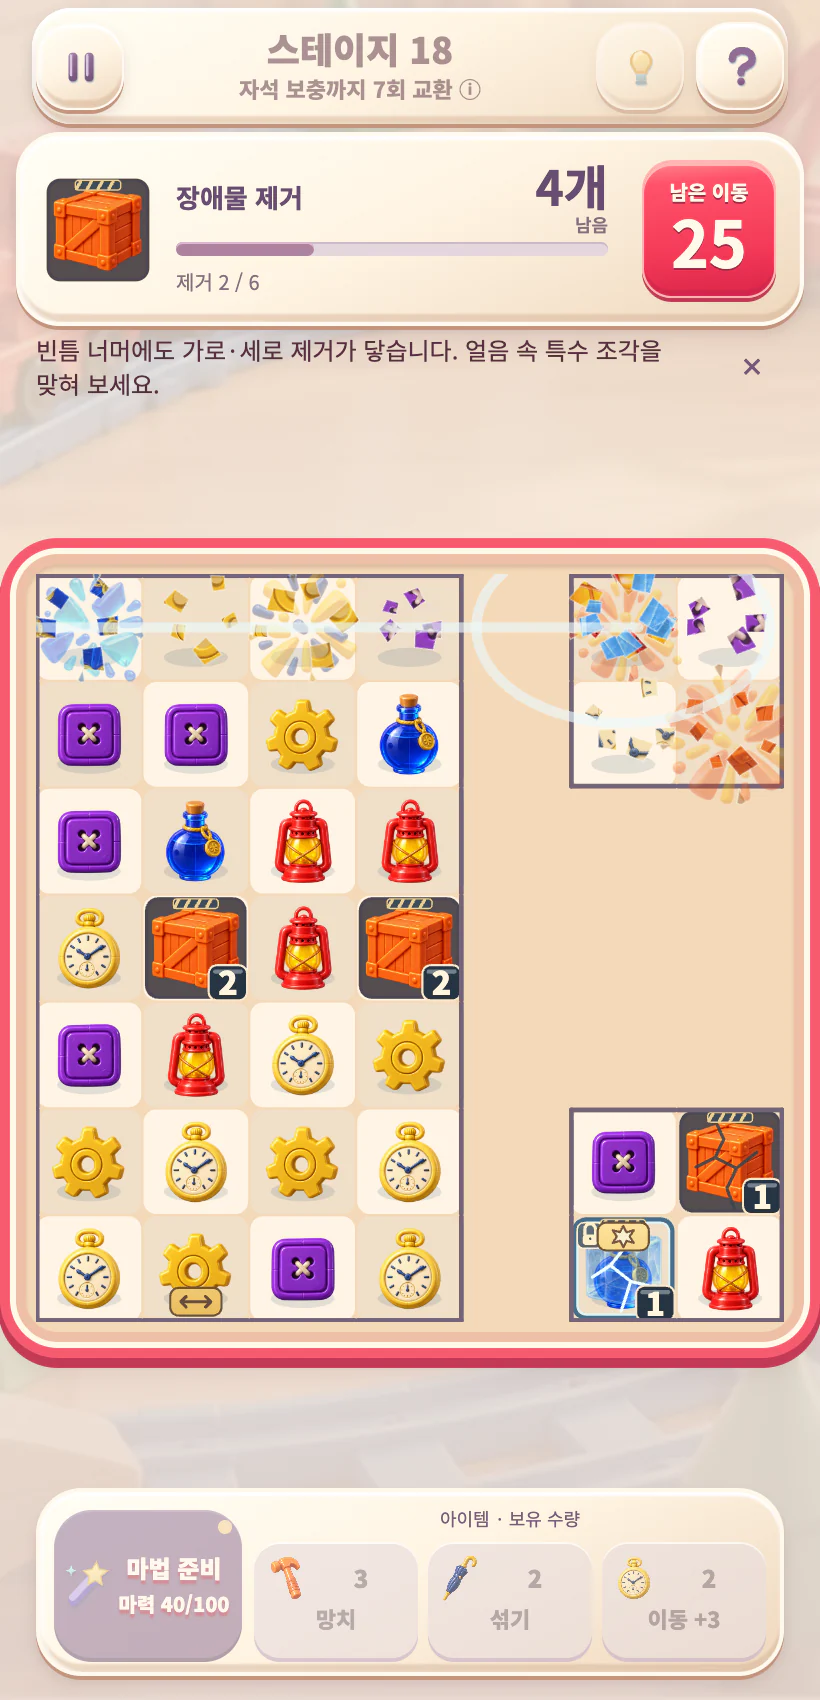 스테이지 18
자석 보충까지 7회 교환 ⓘ
장애물 제거
4개
남음
제거 2 / 6
남은 이동
25
빈틈 너머에도 가로·세로 제거가 닿습니다. 얼음 속 특수 조각을
맞혀 보세요.
2
2
1
1
아이템 · 보유 수량
마법 준비
마력 40/100
3
망치
2
섞기
2
이동 +3